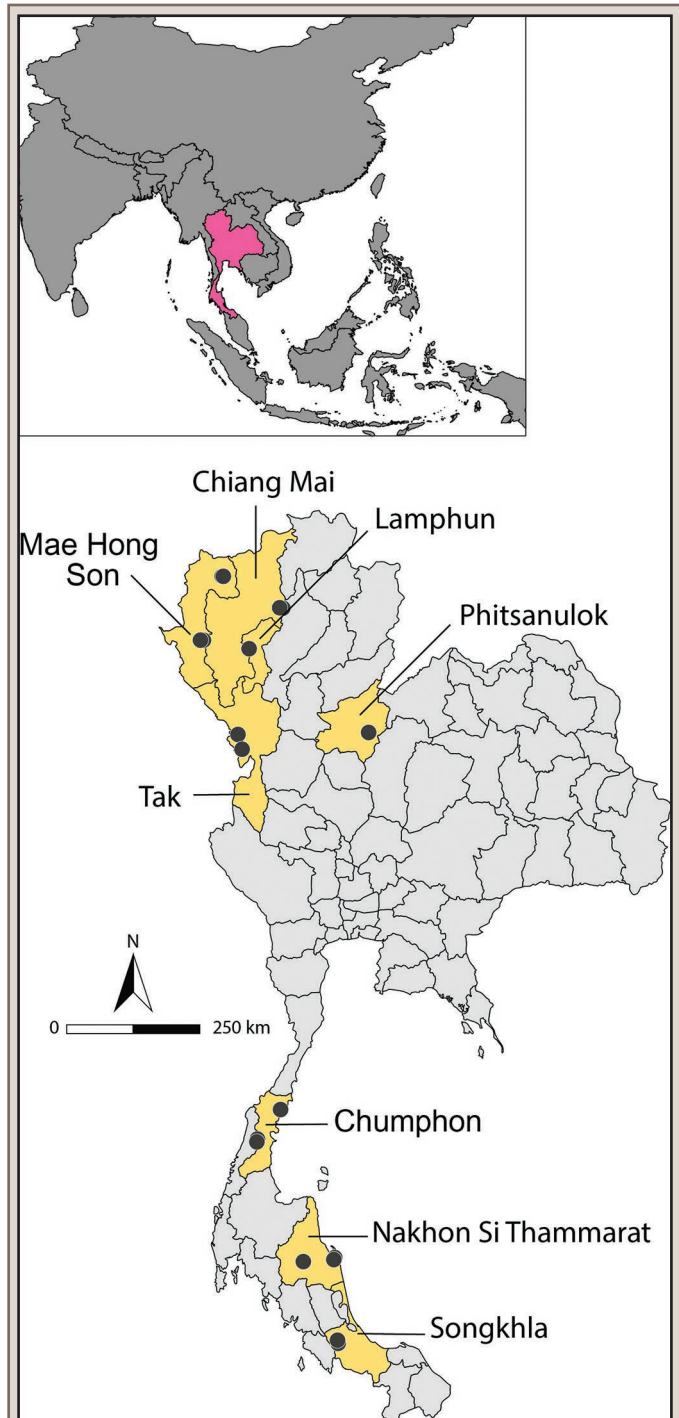 Chiang Mai
Lamphun
Mae Hong
Son
Phitsanulok
Tak
N
0
250 km
Chumphon
Nakhon Si Thammarat
Songkhla